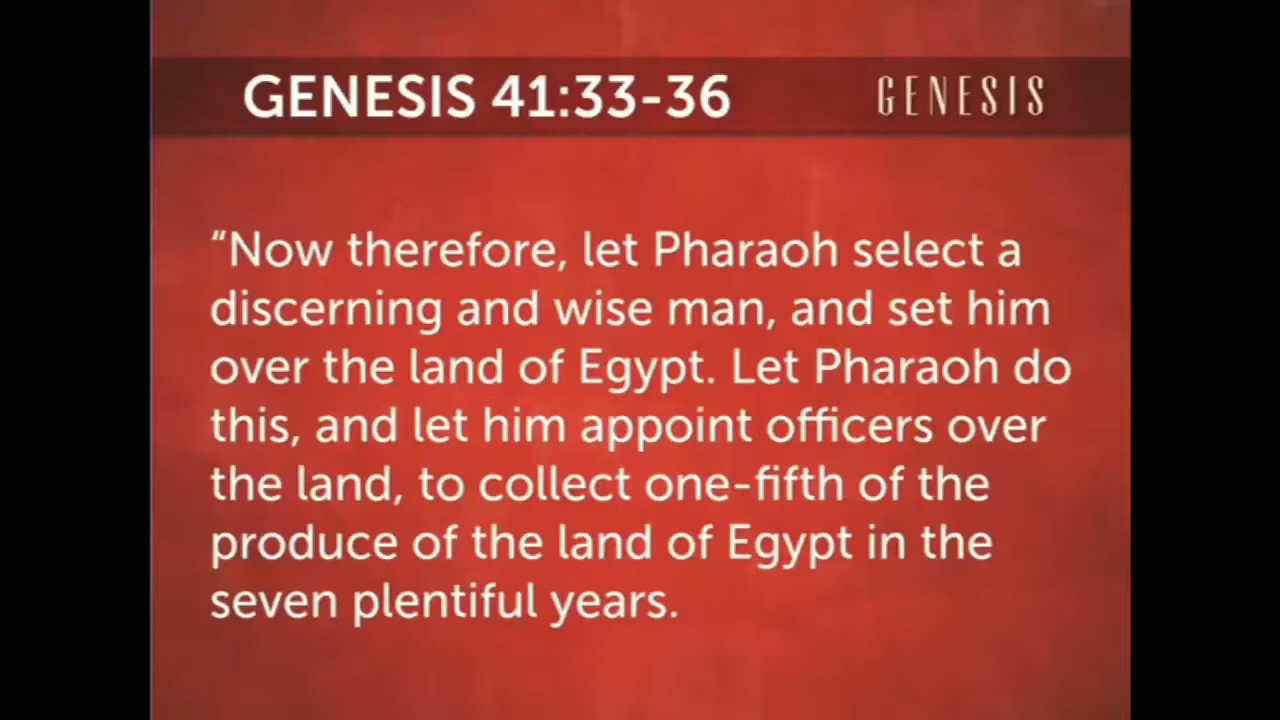 GENESIS 41:33-36
GENESIS
“Now therefore, let Pharaoh select a
discerning and wise man, and set him
over the land of Egypt. Let Pharaoh do
this, and let him appoint officers over
the land, to collect one-fifth of the
produce of the land of Egypt in the
seven plentiful years.